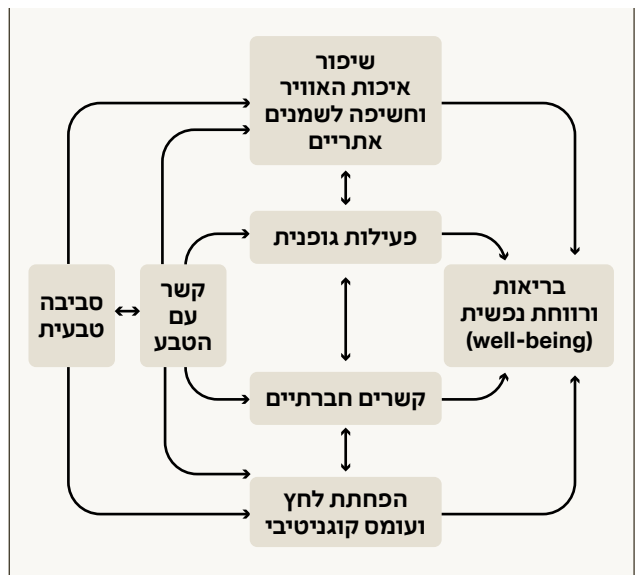 שיפור
איכות האוויר
וחשיפה לשמנים
אתריים
פעילות גופנית
סביבה
טבעית
קשר
עם
הטבע
בריאות
ורווחת נפשית
(well-being)
קשרים חברתיים
הפחתת לחץ
ועומס קוגניטיבי